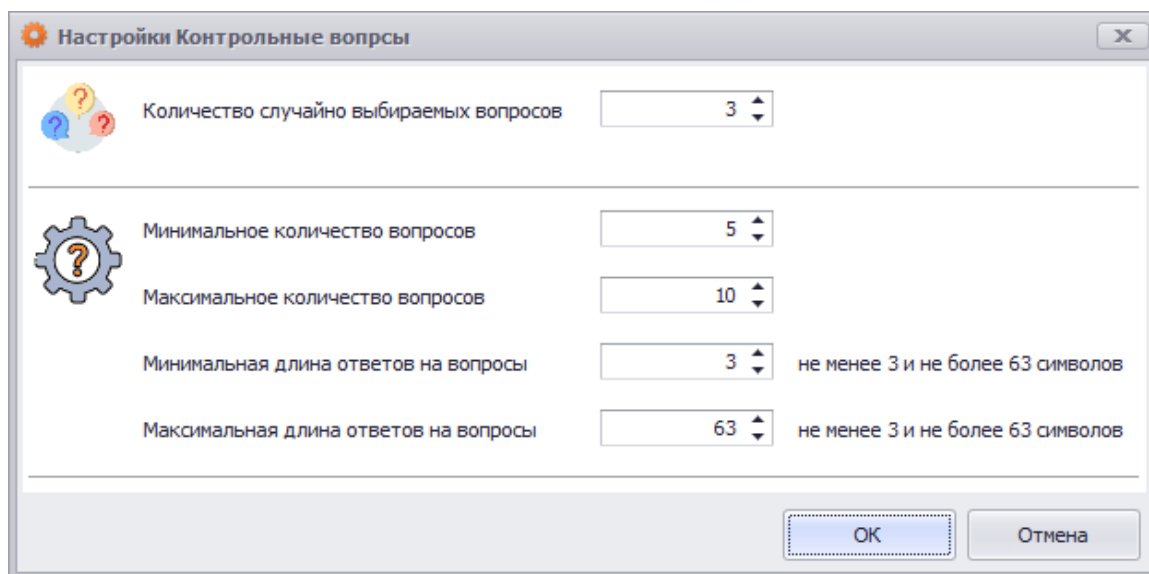 Настройки Контрольные вопрсы
Количество случайно выбираемых вопросов 3
Минимальное количество вопросов 5
Максимальное количество вопросов 10
Минимальная длина ответов на вопросы 3 не менее 3 и не более 63 символов
Максимальная длина ответов на вопросы 63 не менее 3 и не более 63 символов
OK Отмена